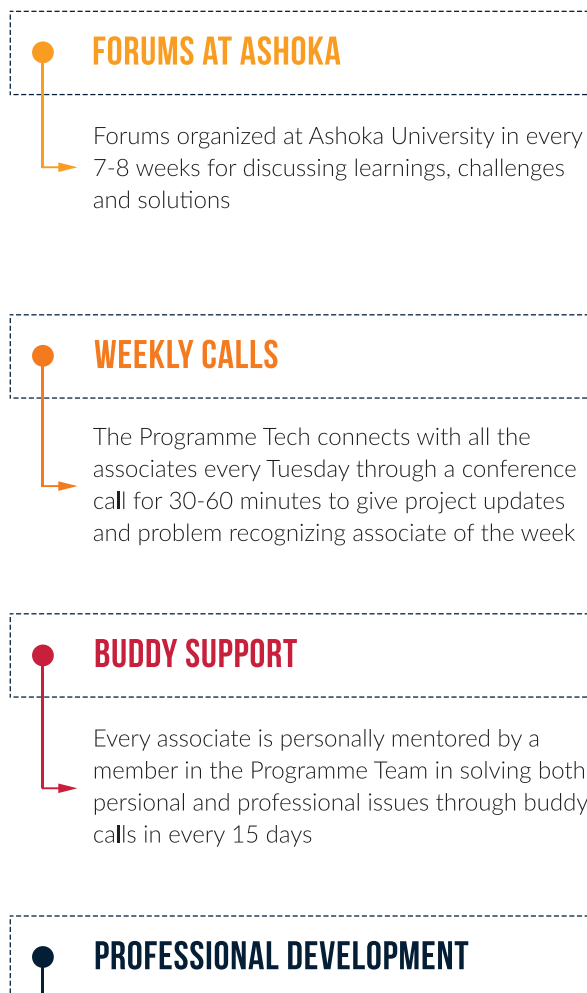 FORUMS AT ASHOKA
Forums organized at Ashoka University in every
7-8 weeks for discussing learnings, challenges
and solutions
WEEKLY CALLS
The Programme Tech connects with all the
associates every Tuesday through a conference
call for 30-60 minutes to give project updates
and problem recognizing associate of the week
BUDDY SUPPORT
Every associate is personally mentored by a
member in the Programme Team in solving both
persional and professional issues through buddy
calls in every 15 days
PROFESSIONAL DEVELOPMENT